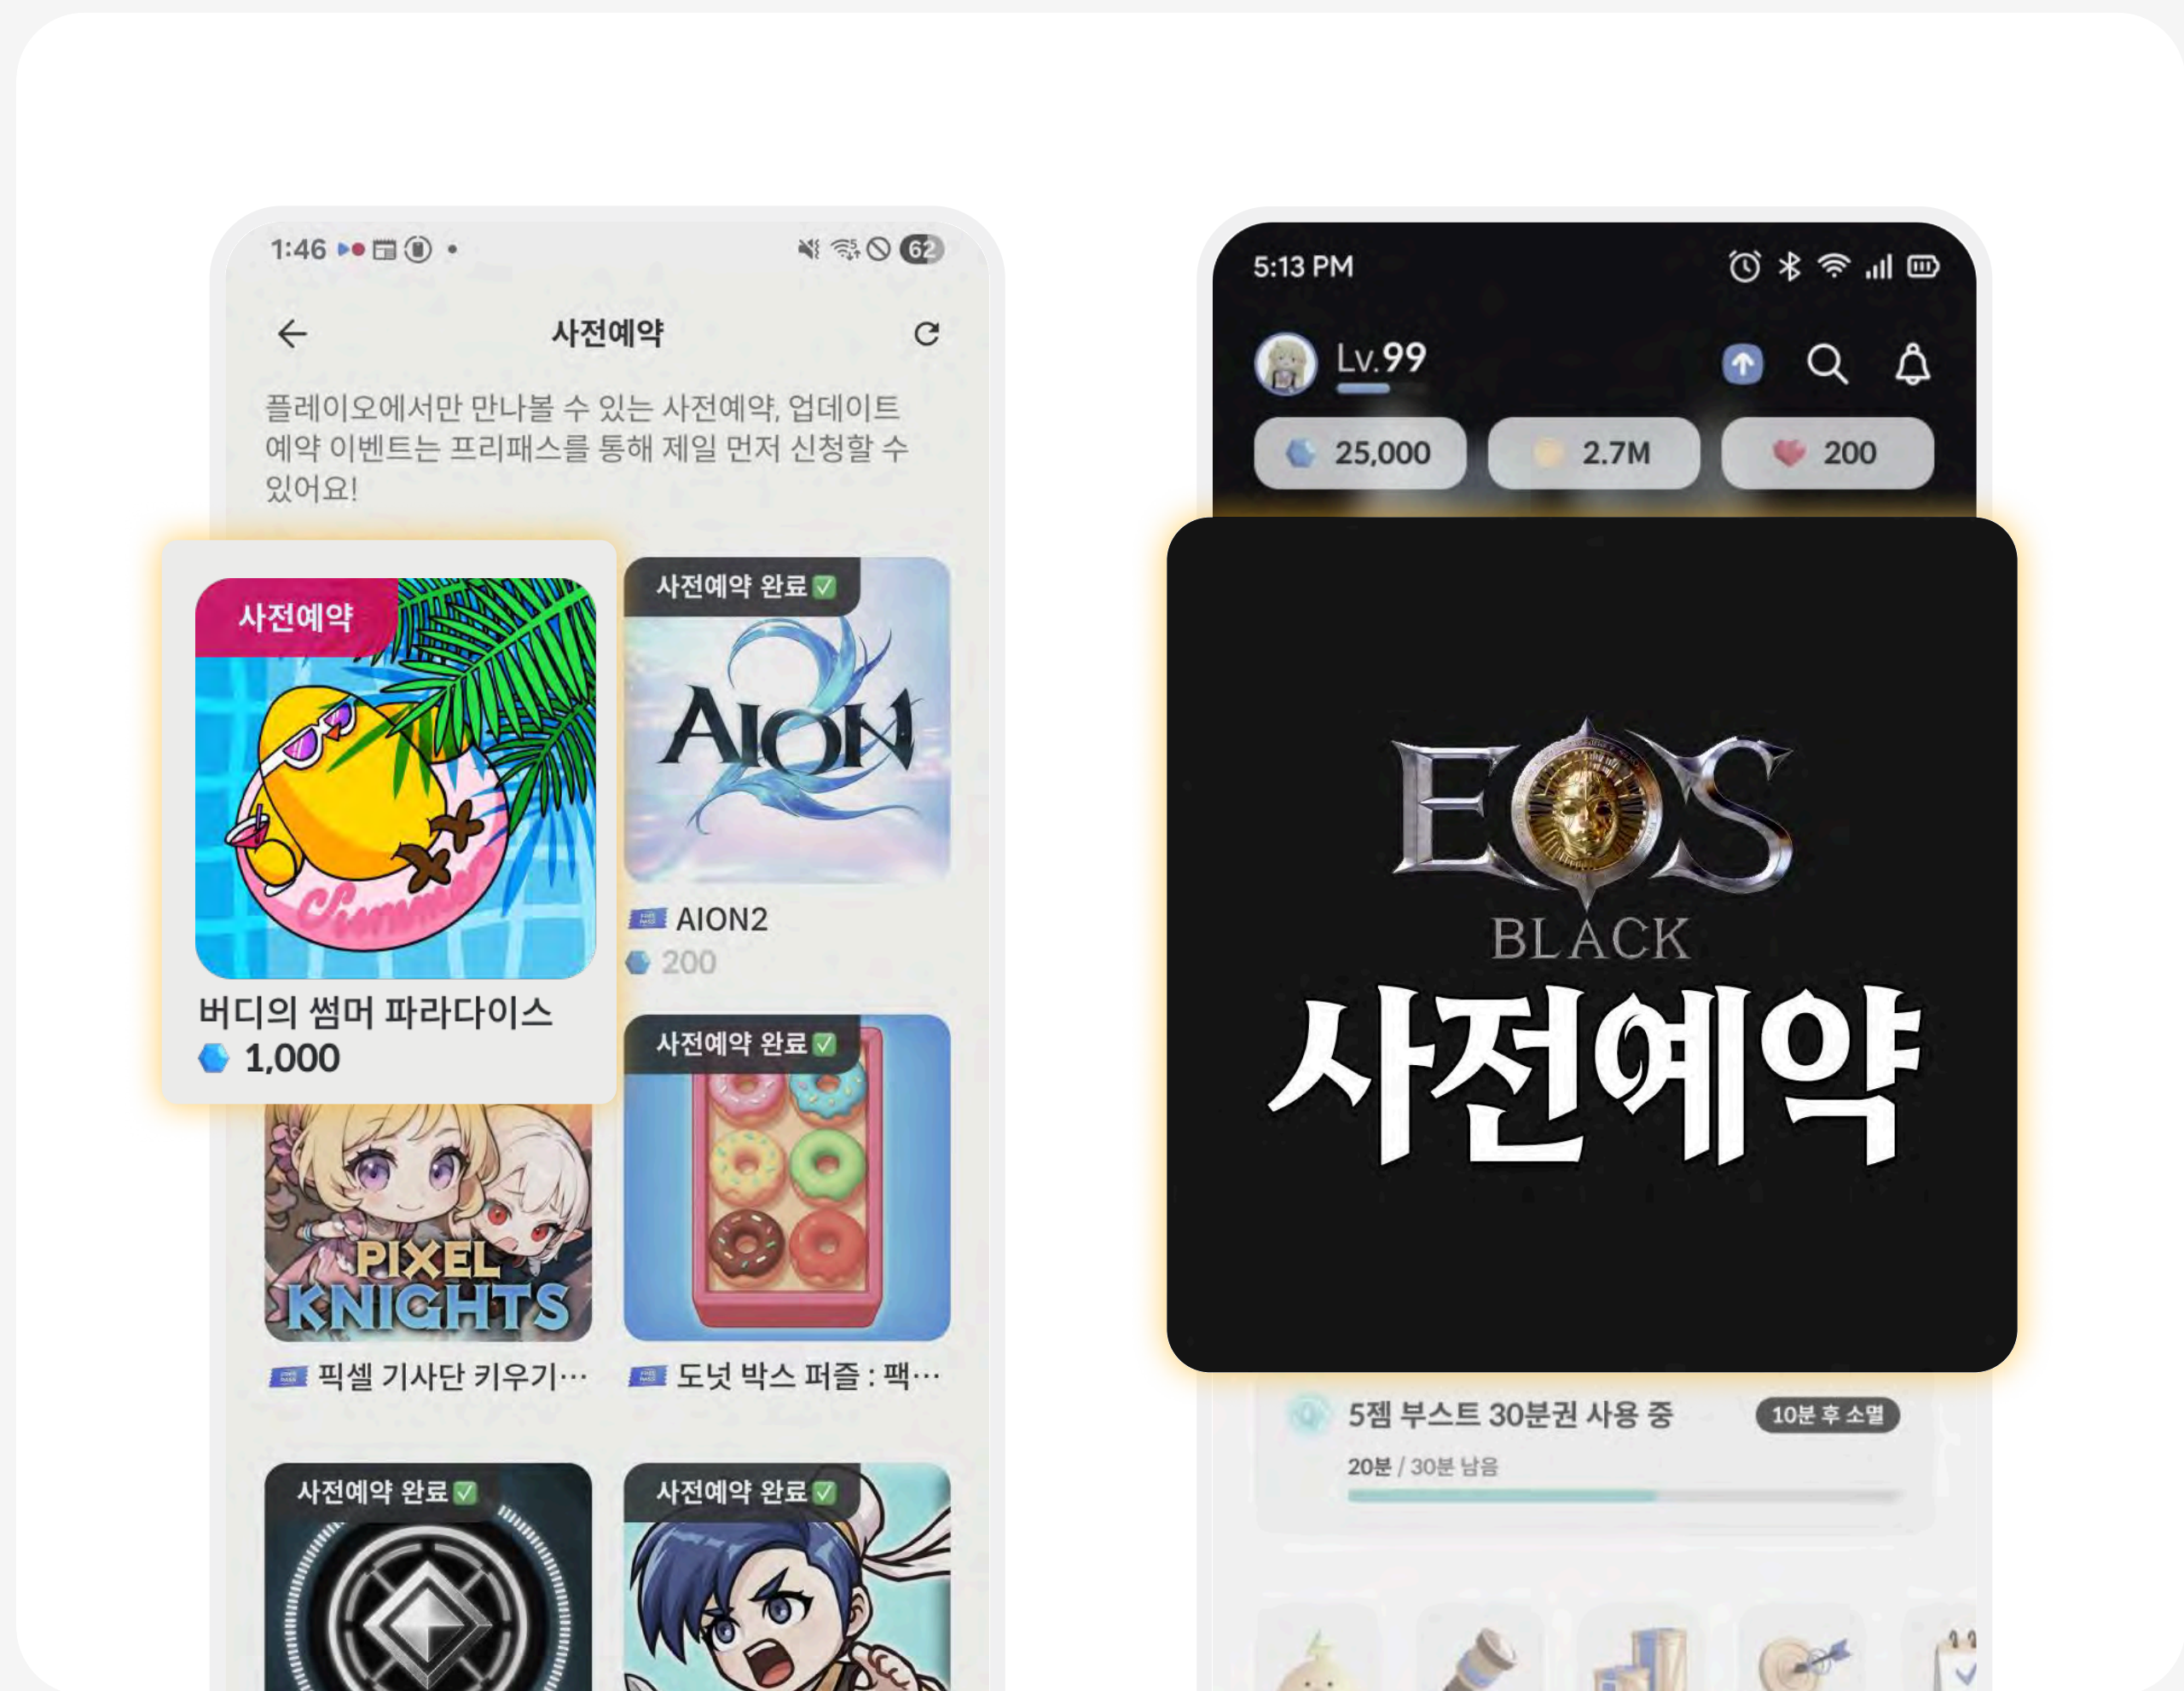 1:46
62
사전예약
플레이오에서만 만나볼 수 있는 사전예약, 업데이트
예약 이벤트는 프리패스를 통해 제일 먼저 신청할 수
있어요!
사전예약
Summer
버디의 썸머 파라다이스
1,000
사전예약 완료
AION
2
AION2
200
PIXEL
KNIGHTS
픽셀 기사단 키우기…
사전예약 완료
도넛 박스 퍼즐 : 팩…
사전예약 완료
사전예약 완료
5:13 PM
Lv.99
25,000
2.7M
200
EOS
BLACK
사전예약
5젬 부스트 30분권 사용 중
10분 후 소멸
20분 / 30분 남음